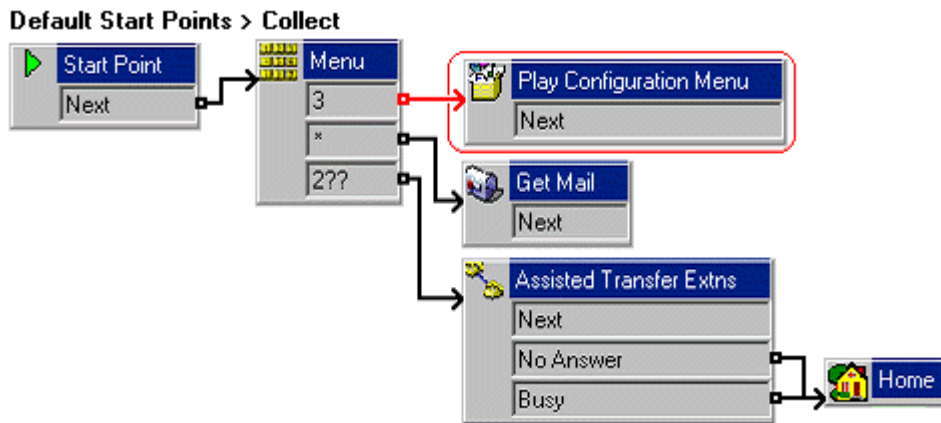 Default Start Points > Collect
Start Point
Next
Menu
3
*
2??
Play Configuration Menu
Next
Get Mail
Next
Assisted Transfer Extns
Next
No Answer
Busy
Home